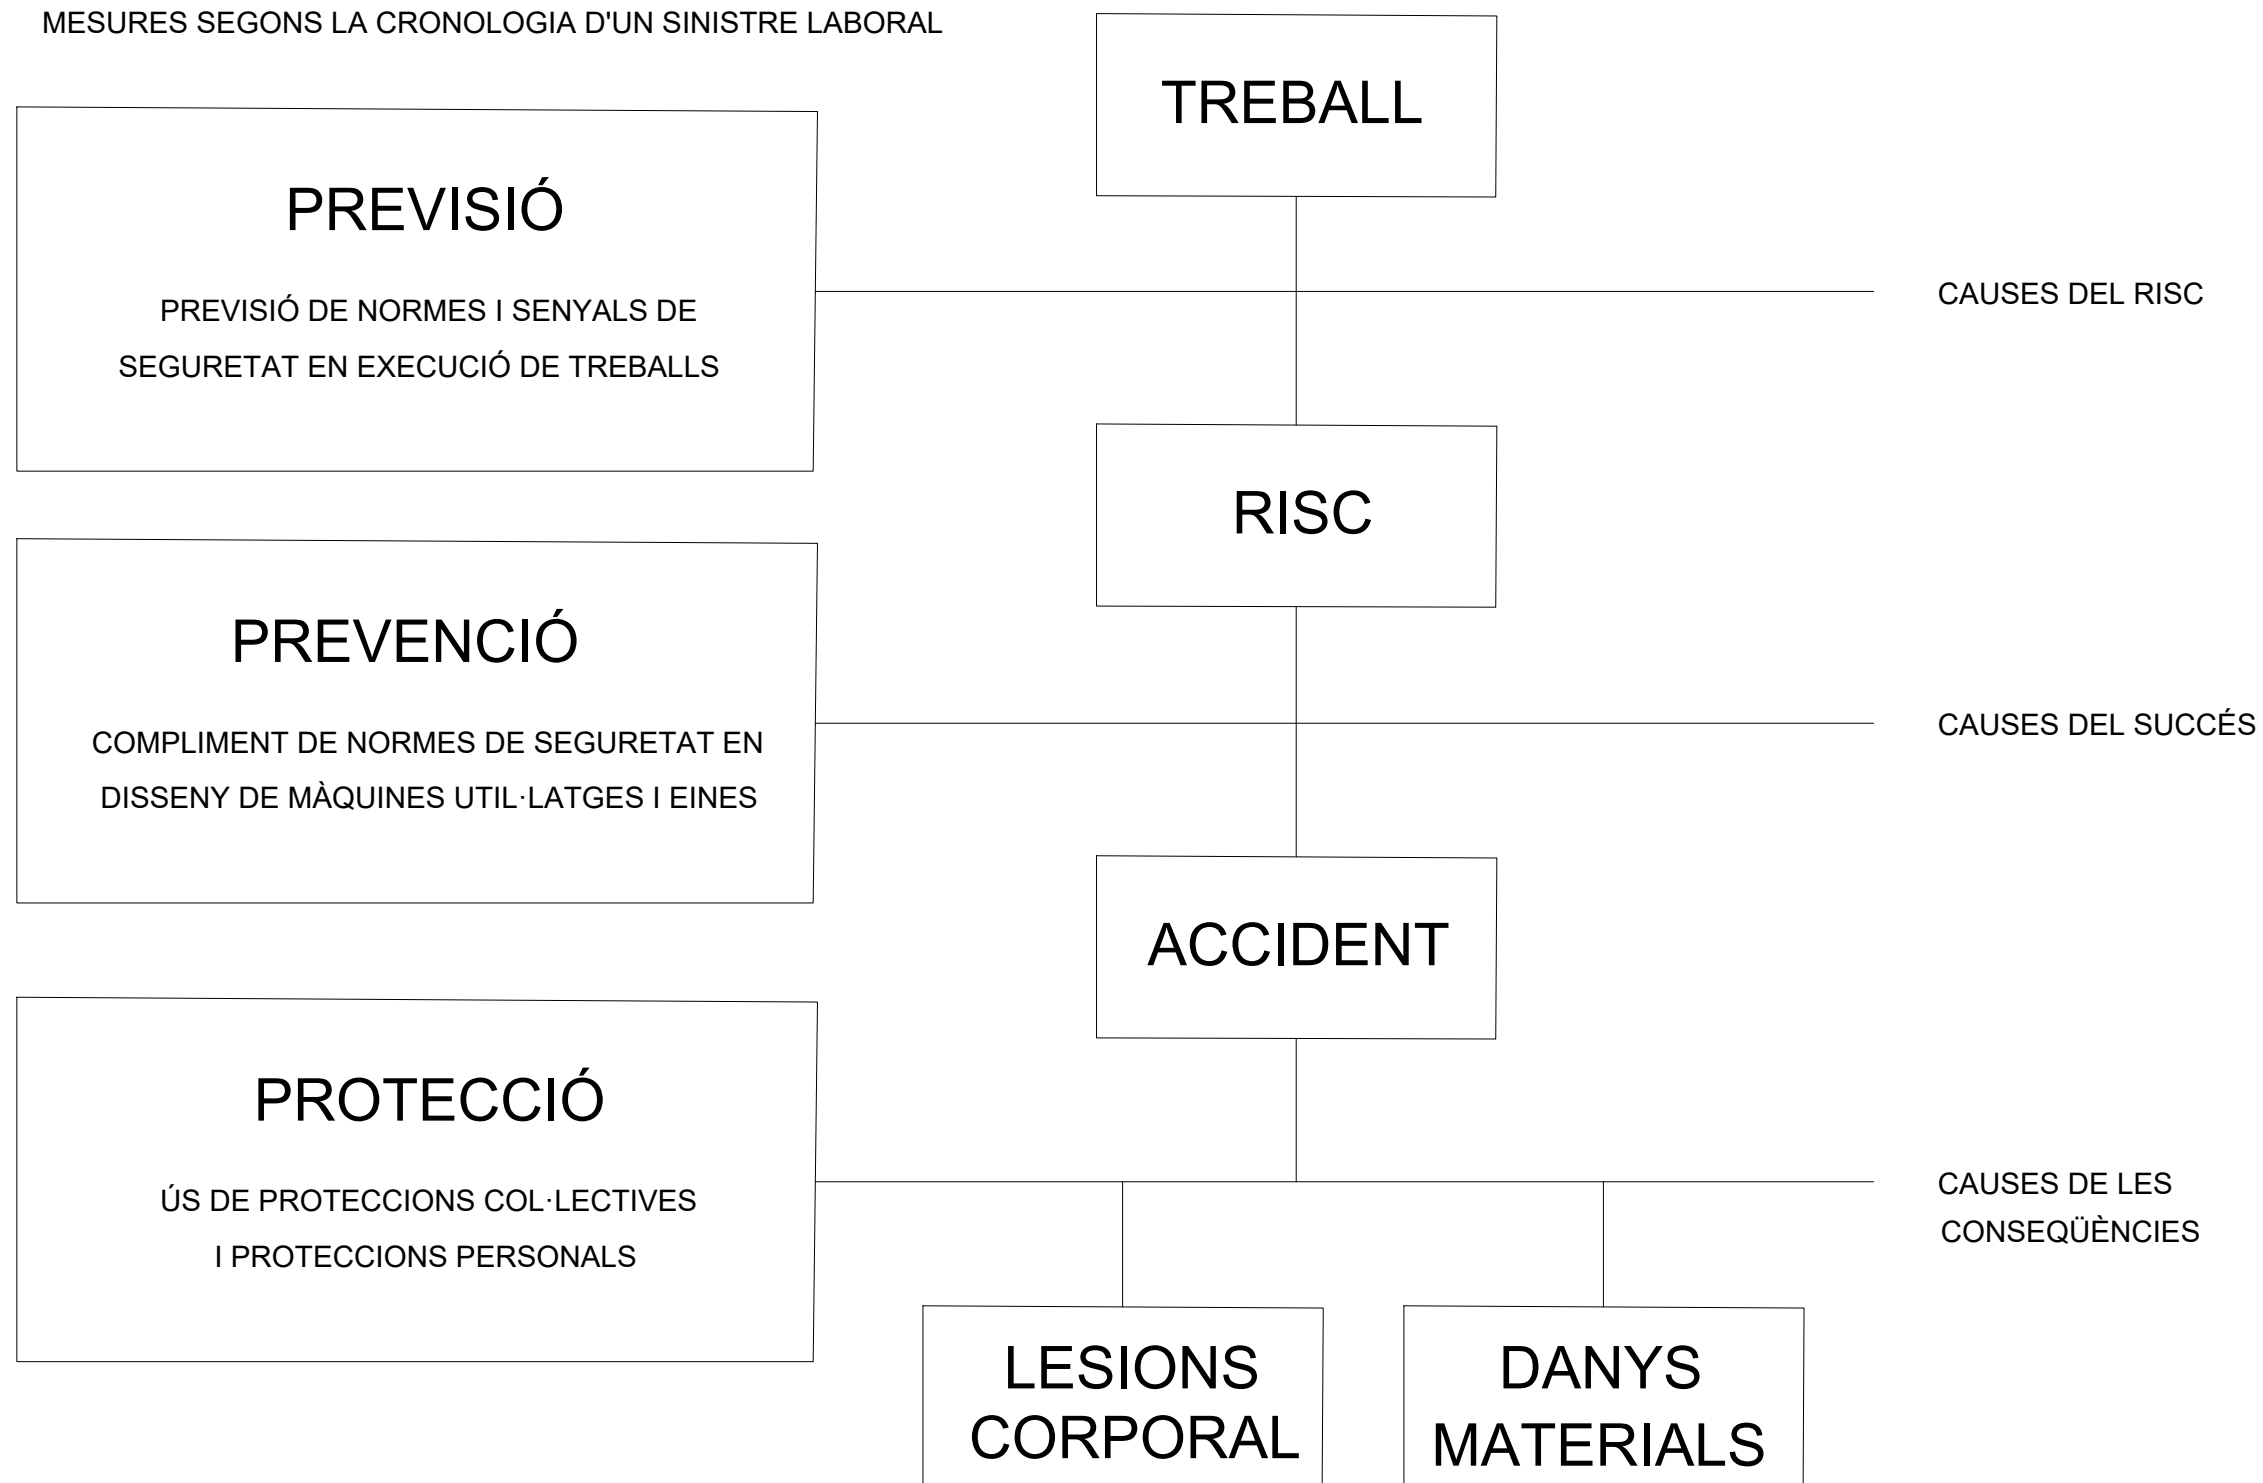 MESURES SEGONS LA CRONOLOGIA D'UN SINISTRE LABORAL
TREBALL
PREVISIÓ
PREVISIÓ DE NORMES I SENYALS DE
SEGURETAT EN EXECUCIÓ DE TREBALLS
CAUSES DEL RISC
RISC
PREVENCIÓ
COMPLIMENT DE NORMES DE SEGURETAT EN
DISSENY DE MÀQUINES UTIL·LATGES I EINES
CAUSES DEL SUCCÉS
ACCIDENT
PROTECCIÓ
ÚS DE PROTECCIONS COL·LECTIVES
I PROTECCIONS PERSONALS
CAUSES DE LES
CONSEQÜÈNCIES
LESIONS
CORPORAL
DANYS
MATERIALS